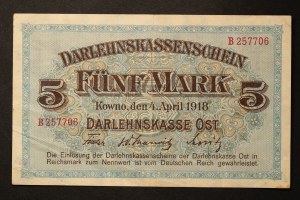 B 257706
DARLEHNSKASSENSCHEIN
5 FÜNF MARK 5
Kowno, den 4. April 1918
B 257706 DARLEHNSKASSE OST
Die Einlösung der Darlehnskassenscheine der Darlehnskasse Ost in
Reichsmark zum Nennwert ist vom Deutschen Reich gewährleistet.